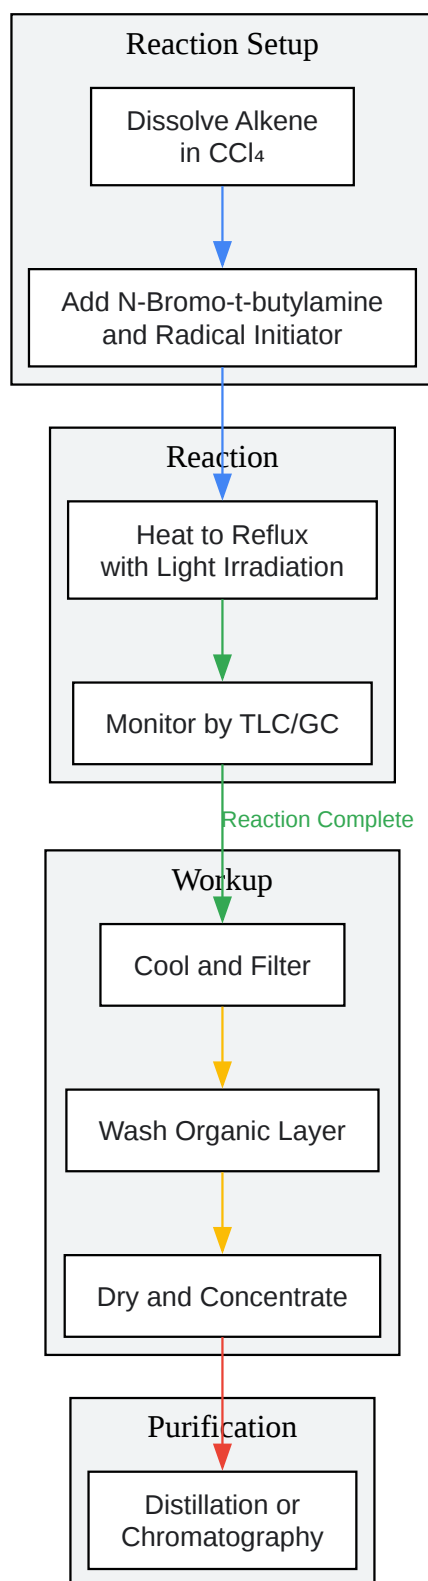 Reaction Setup
Dissolve Alkene
in CCl₄
Add N-Bromo-t-butylamine
and Radical Initiator
Reaction
Heat to Reflux
with Light Irradiation
Monitor by TLC/GC
Reaction Complete
Workup
Cool and Filter
Wash Organic Layer
Dry and Concentrate
Purification
Distillation or
Chromatography